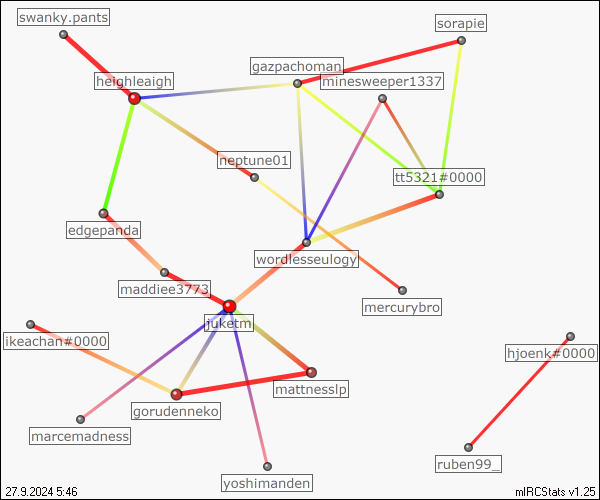 swanky.pants
sorapie
gazpachoman
heighleaigh
minesweeper1337
neptune01
tt5321#0000
edgepanda
wordlesseulogy
maddiee3773
mercurybro
juketm
ikeachan#0000
hjoenk#0000
mattnesslp
gorudenneko
marcemadness
ruben99_
yoshimanden
27.9.2024 5:46
mIRCStats v1.25